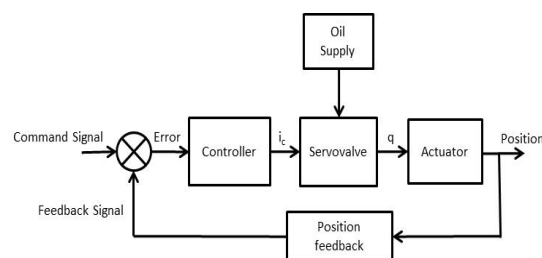 Oil
Supply
Command Signal
Error
Controller
ic
Servovalve
q
Actuator
Position
Feedback Signal
Position
feedback